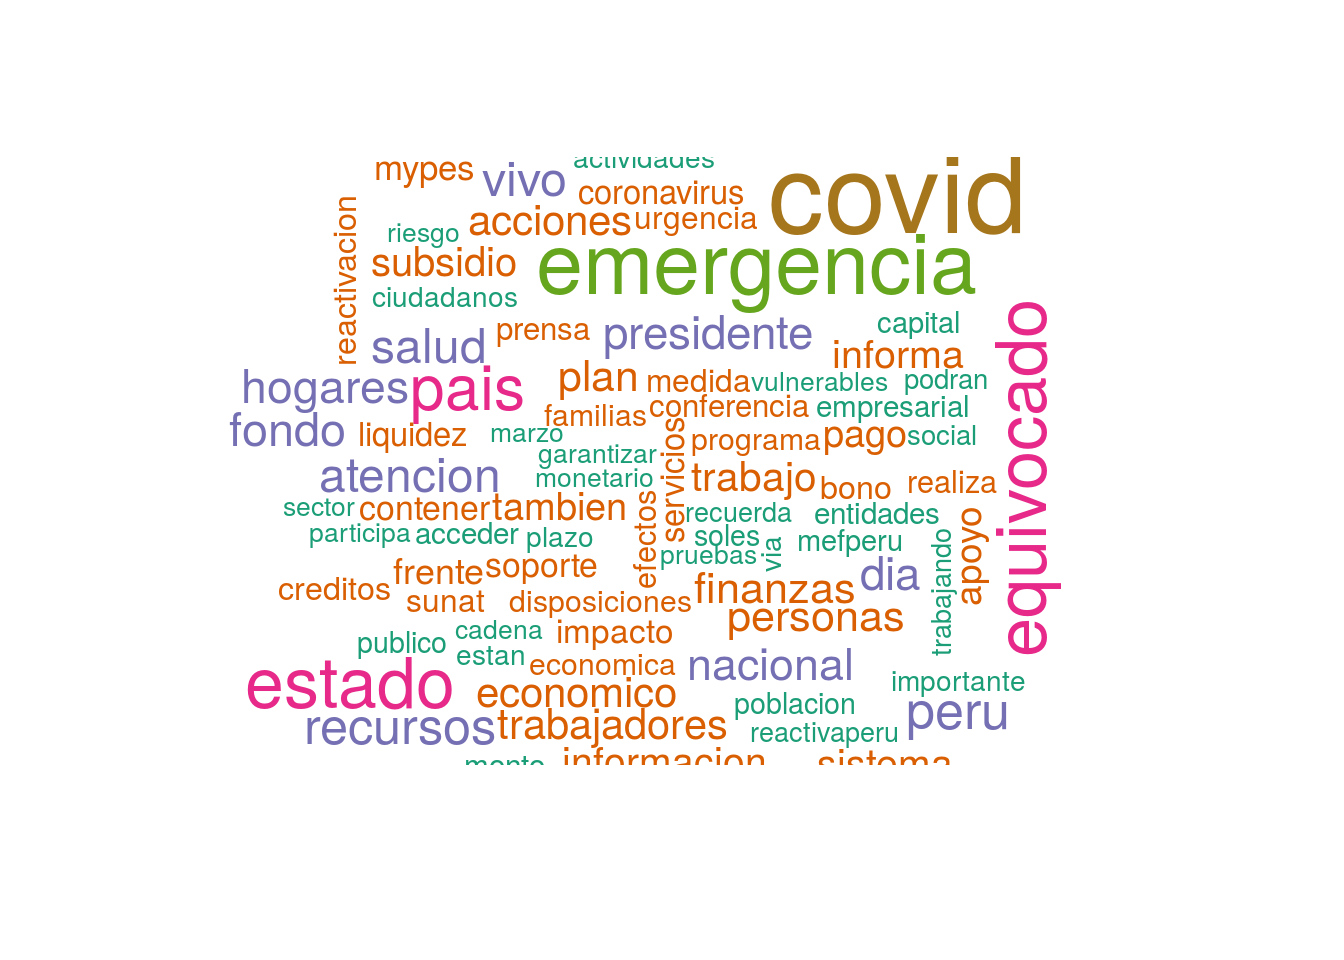 actividades
mypes
vivo
covid
coronavirus
acciones
urgencia
reactivacion
riesgo
subsidio
emergencia
ciudadanos
equivocado
salud
prensa
presidente
capital
informa
hogares
pais
plan
medida
vulnerables
podran
familias
conferencia
empresarial
fondo
liquidez
marzo
servicios
programa
pago
social
garantizar
atencion
monetario
trabajo
bono
realiza
sector
contener
tambien
efectos
recuerda
entidades
apoyo
participa
acceder
plazo
soles
mefperu
pruebas
via
trabajando
frente
soporte
dia
creditos
sunat
disposiciones
finanzas
personas
publico
cadena
impacto
estan
economica
nacional
estado
economico
importante
poblacion
peru
recursos
trabajadores
reactivaperu
monto
informacion
sistema